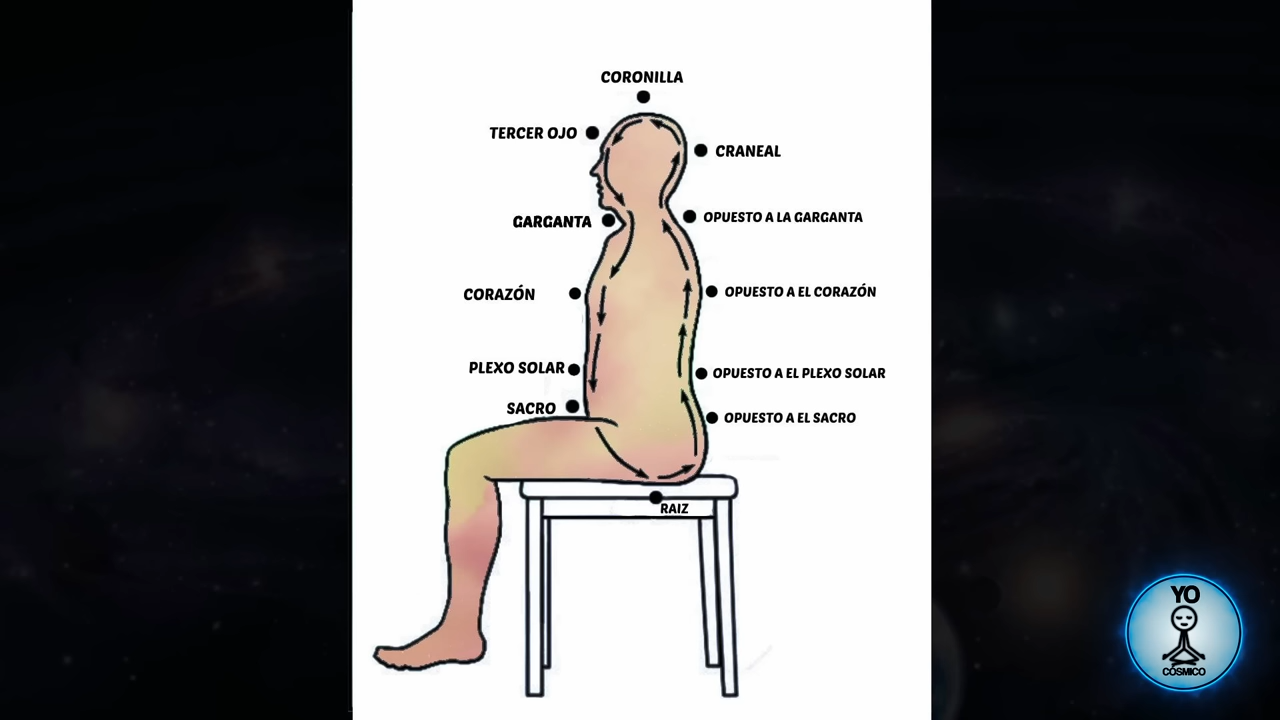 CORONILLA
TERCER OJO
CRANEAL
GARGANTA
OPUESTO A LA GARGANTA
CORAZÓN
OPUESTO A EL CORAZÓN
PLEXO SOLAR
OPUESTO A EL PLEXO SOLAR
SACRO
OPUESTO A EL SACRO
RAIZ
YO
CÓSMICO